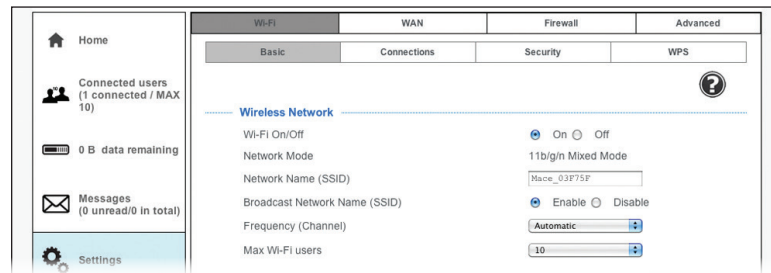 Home
Connected users
(1 connected / MAX
10)
0 B data remaining
Messages
(0 unread/0 in total)
Settings
Wi-Fi WAN Firewall Advanced
Basic Connections Security WPS
?
Wireless Network
Wi-Fi On/Off On Off
Network Mode 11b/g/n Mixed Mode
Network Name (SSID) Mace_03F75F
Broadcast Network Name (SSID) Enable Disable
Frequency (Channel) Automatic
Max Wi-Fi users 10